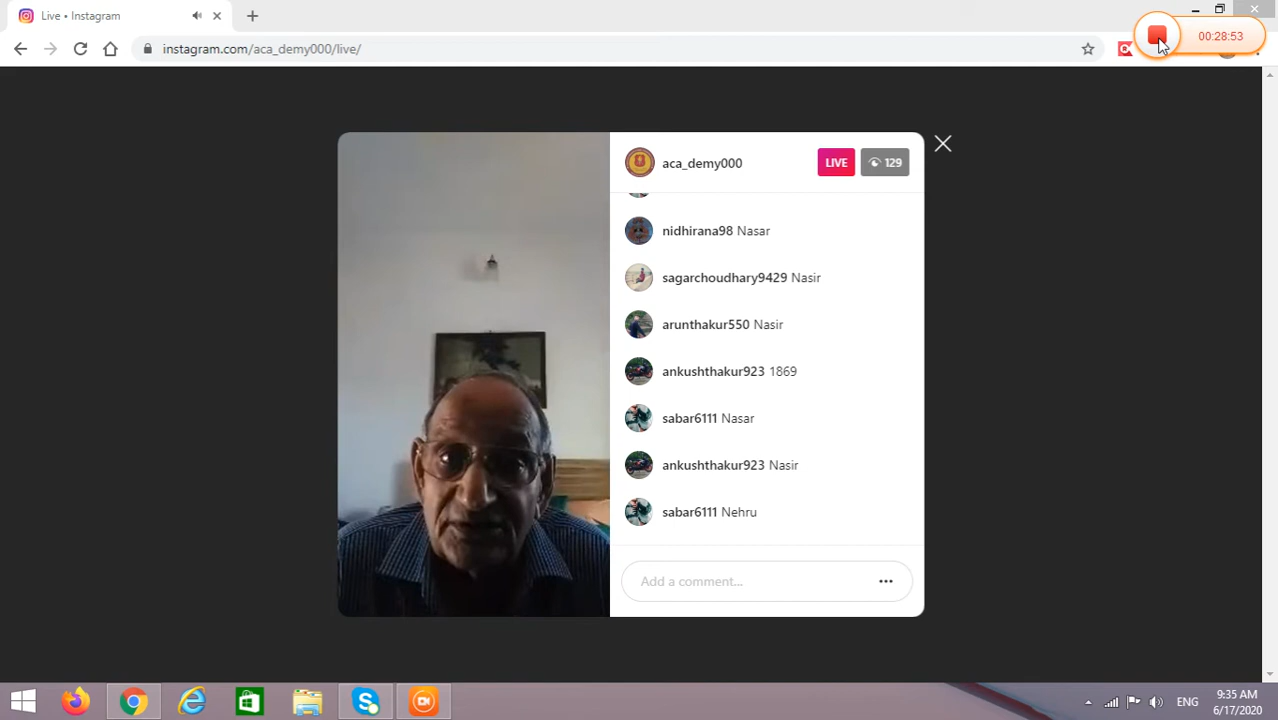 Live • Instagram
00:28:53
instagram.com/aca_demy000/live/
aca_demy000 LIVE 129
nidhirana98 Nasar
sagarchoudhary9429 Nasir
arunthakur550 Nasir
ankushthakur923 1869
sabar6111 Nasar
ankushthakur923 Nasir
sabar6111 Nehru
Add a comment...
ENG
9:35 AM
6/17/2020